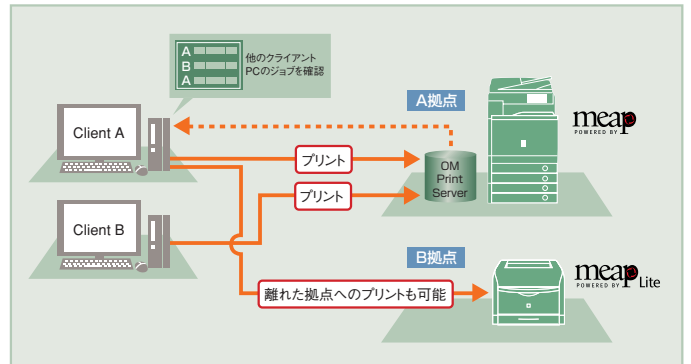 A
B
A
他のクライアント
PCのジョブを確認
A拠点
meap
POWERED BY
Client A
プリント
OM
Print
Server
プリント
Client B
B拠点
meap
POWERED BY
Lite
離れた拠点へのプリントも可能